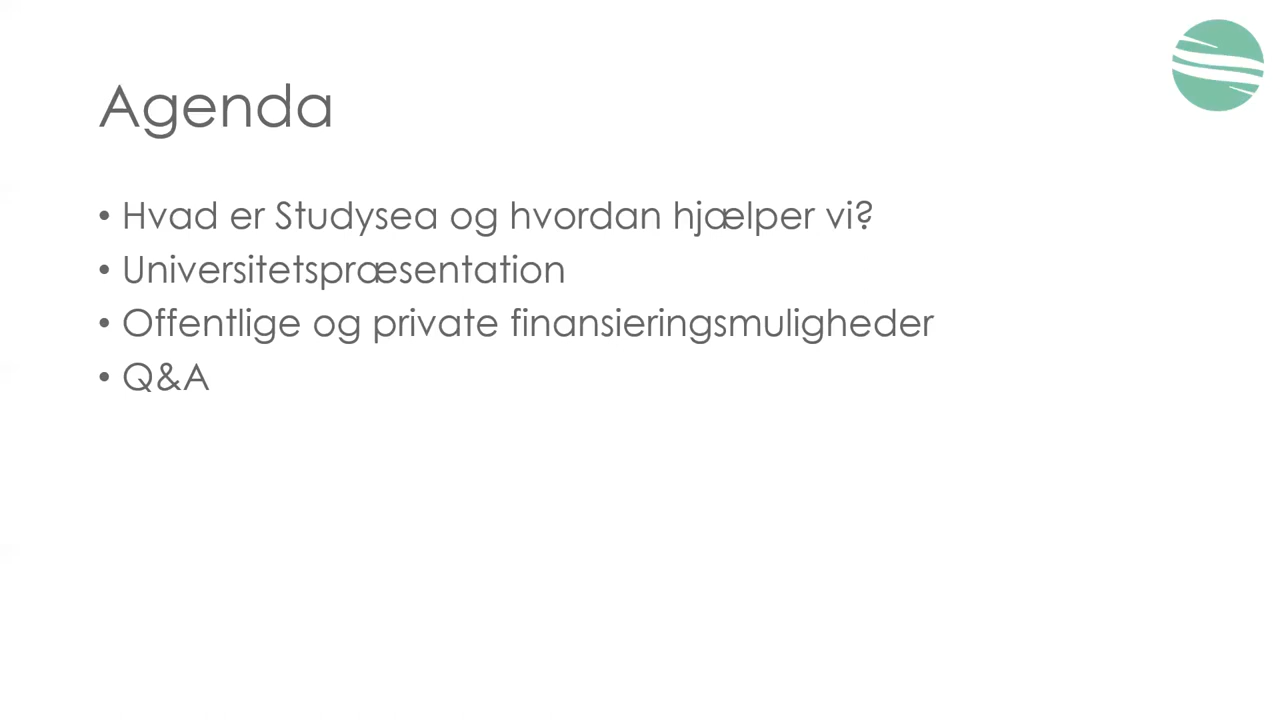 Agenda
• Hvad er Studysea og hvordan hjælper vi?
• Universitetspræsentation
• Offentlige og private finansieringsmuligheder
• Q&A